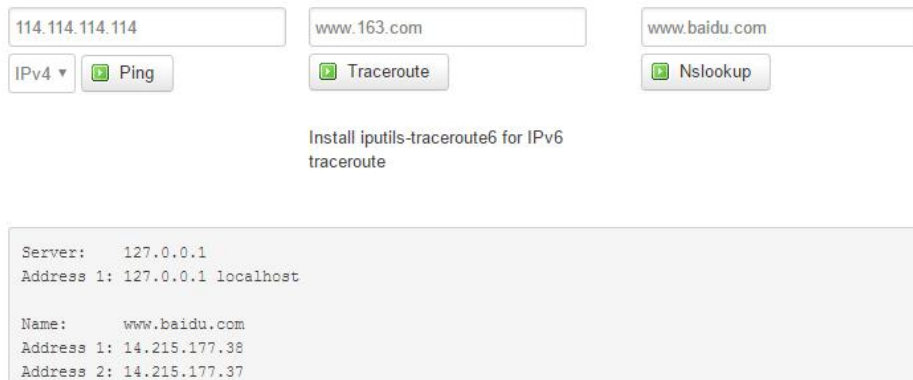 114.114.114.114
www.163.com
www.baidu.com
IPv4
Ping
Traceroute
Nslookup
Install iputils-traceroute6 for IPv6
traceroute
Server: 127.0.0.1
Address 1: 127.0.0.1 localhost
Name: www.baidu.com
Address 1: 14.215.177.38
Address 2: 14.215.177.37